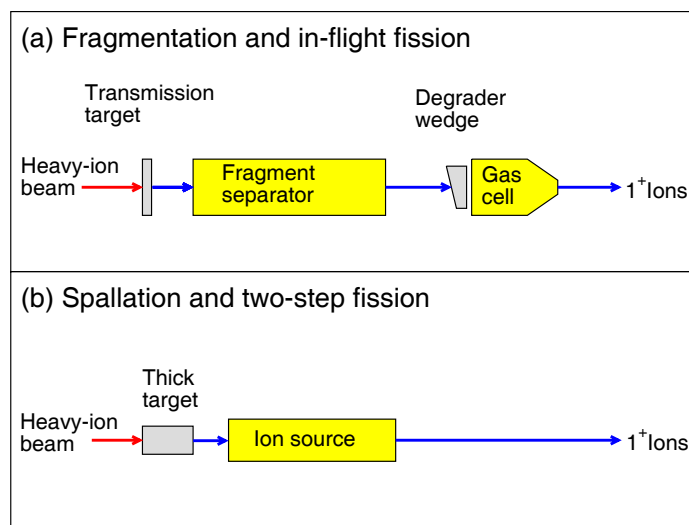 (a) Fragmentation and in-flight fission
Transmission
target
Degrader
wedge
Heavy-ion
beam
Fragment
separator
Gas
cell
1+Ions
(b) Spallation and two-step fission
Thick
target
Heavy-ion
beam
Ion source
1+Ions